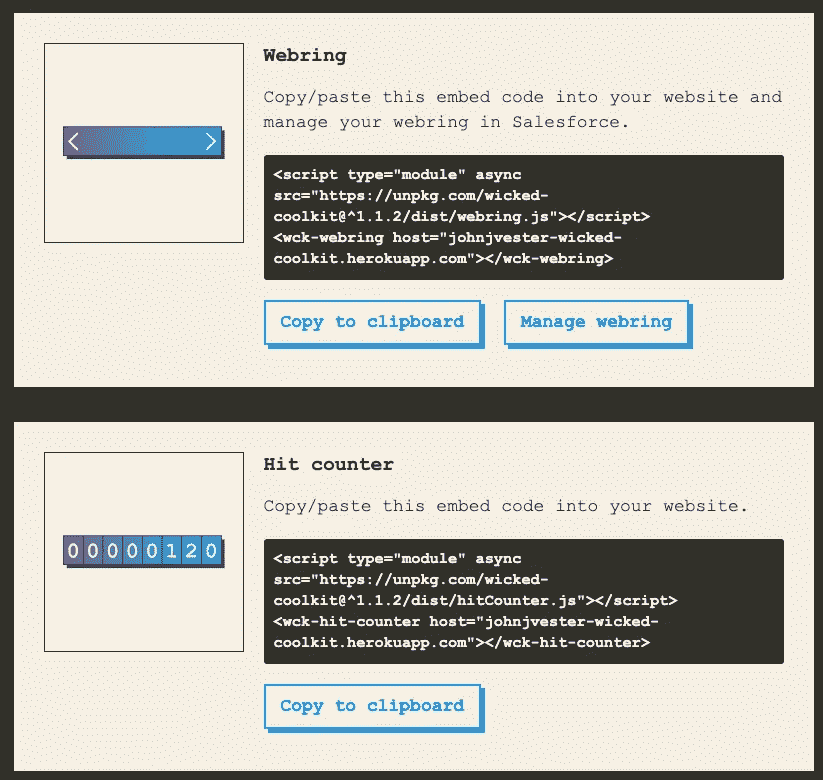 Webring
Copy/paste this embed code into your website and
manage your webring in Salesforce.
<script type="module" async
src="https://unpkg.com/wicked-
coolkit@^1.1.2/dist/webring.js"></script>
<wck-webring host="johnjvester-wicked-
coolkit.herokuapp.com"></wck-webring>
Copy to clipboard
Manage webring
Hit counter
00000120
Copy/paste this embed code into your website.
<script type="module" async
src="https://unpkg.com/wicked-
coolkit@^1.1.2/dist/hitCounter.js"></script>
<wck-hit-counter host="johnjvester-wicked-
coolkit.herokuapp.com"></wck-hit-counter>
Copy to clipboard